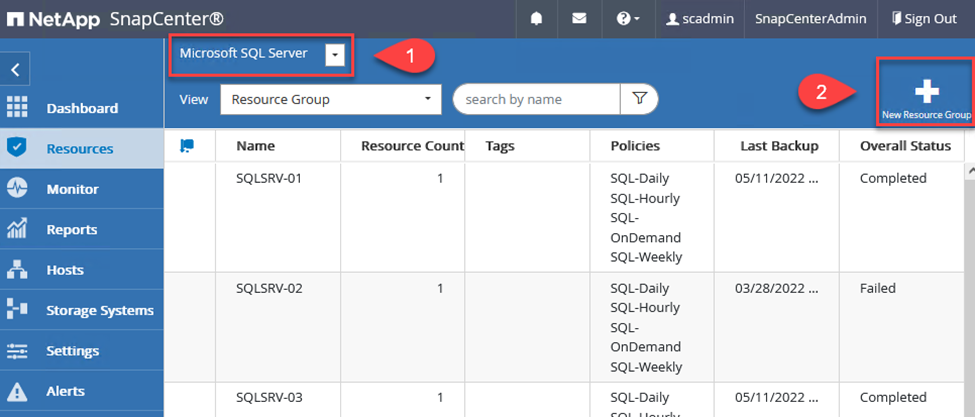 NetApp SnapCenter®
scadmin
SnapCenterAdmin
Sign Out
Microsoft SQL Server
1
View
Resource Group
search by name
2
New Resource Group
Dashboard
Resources
Monitor
Reports
Hosts
Storage Systems
Settings
Alerts
Name Resource Count Tags Policies Last Backup Overall Status
SQLSRV-01 1 SQL-Daily 05/11/2022 ... Completed
SQL-Hourly
SQL-
OnDemand
SQL-Weekly
SQLSRV-02 1 SQL-Daily 03/28/2022 ... Failed
SQL-Hourly
SQL-
OnDemand
SQL-Weekly
SQLSRV-03 1 SQL-Daily 05/11/2022 ... Completed
SQL-Hourly